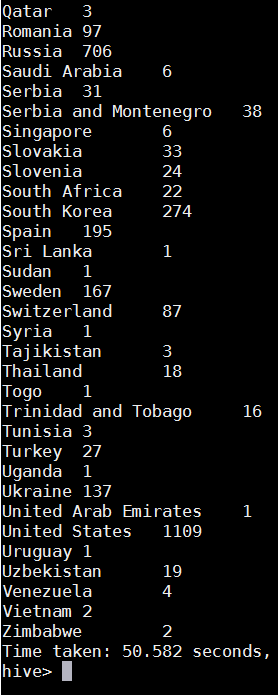 Qatar	3
Romania	97
Russia	706
Saudi Arabia	6
Serbia	31
Serbia and Montenegro	38
Singapore	6
Slovakia	33
Slovenia	24
South Africa	22
South Korea	274
Spain	195
Sri Lanka	1
Sudan	1
Sweden	167
Switzerland	87
Syria	1
Tajikistan	3
Thailand	18
Togo	1
Trinidad and Tobago	16
Tunisia	3
Turkey	27
Uganda	1
Ukraine	137
United Arab Emirates	1
United States	1109
Uruguay	1
Uzbekistan	19
Venezuela	4
Vietnam	2
Zimbabwe	2
Time taken: 50.582 seconds,
hive>